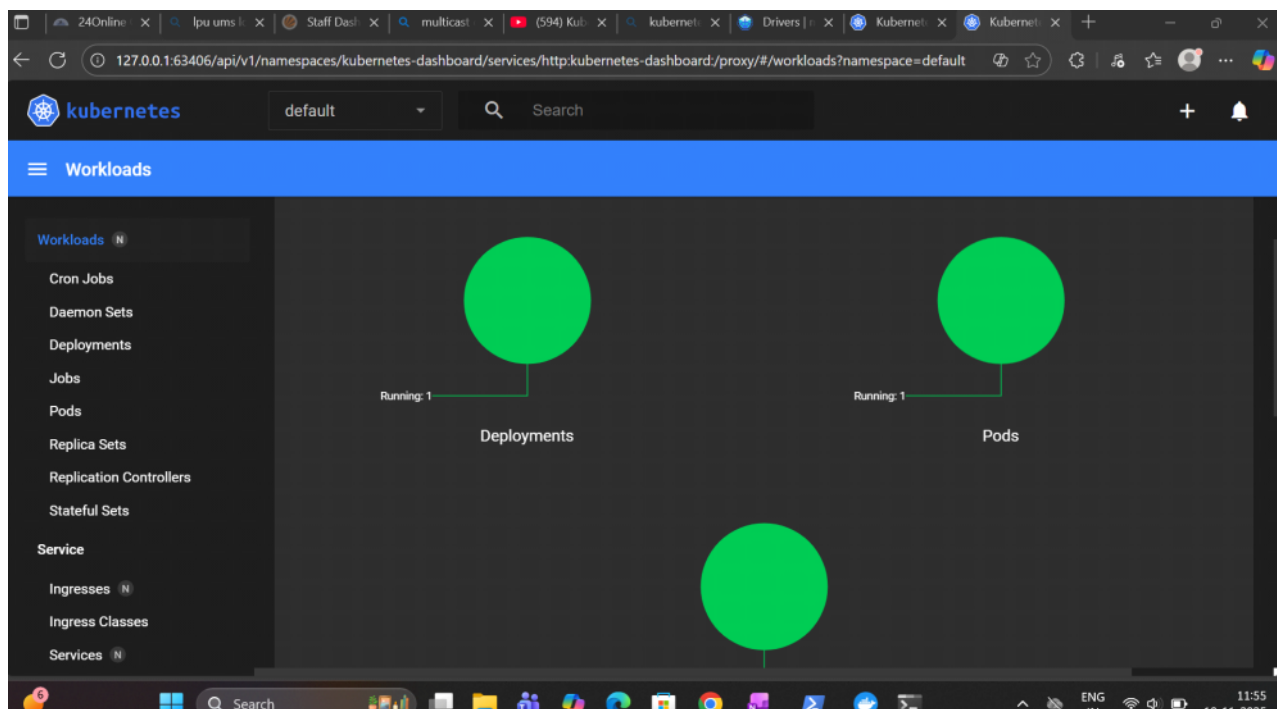 24Online
lpu ums l
Staff Dash
multicast
(594) Kub
kubernet
Drivers |
Kubernet
Kubernet
127.0.0.1:63406/api/v1/namespaces/kubernetes-dashboard/services/http:kubernetes-dashboard:/proxy/#/workloads?namespace=default
kubernetes
default
Search
Workloads
Workloads N
Cron Jobs
Daemon Sets
Deployments
Jobs
Pods
Replica Sets
Replication Controllers
Stateful Sets
Service
Ingresses N
Ingress Classes
Services N
Running: 1
Deployments
Running: 1
Pods
6
Search
ENG
11:55